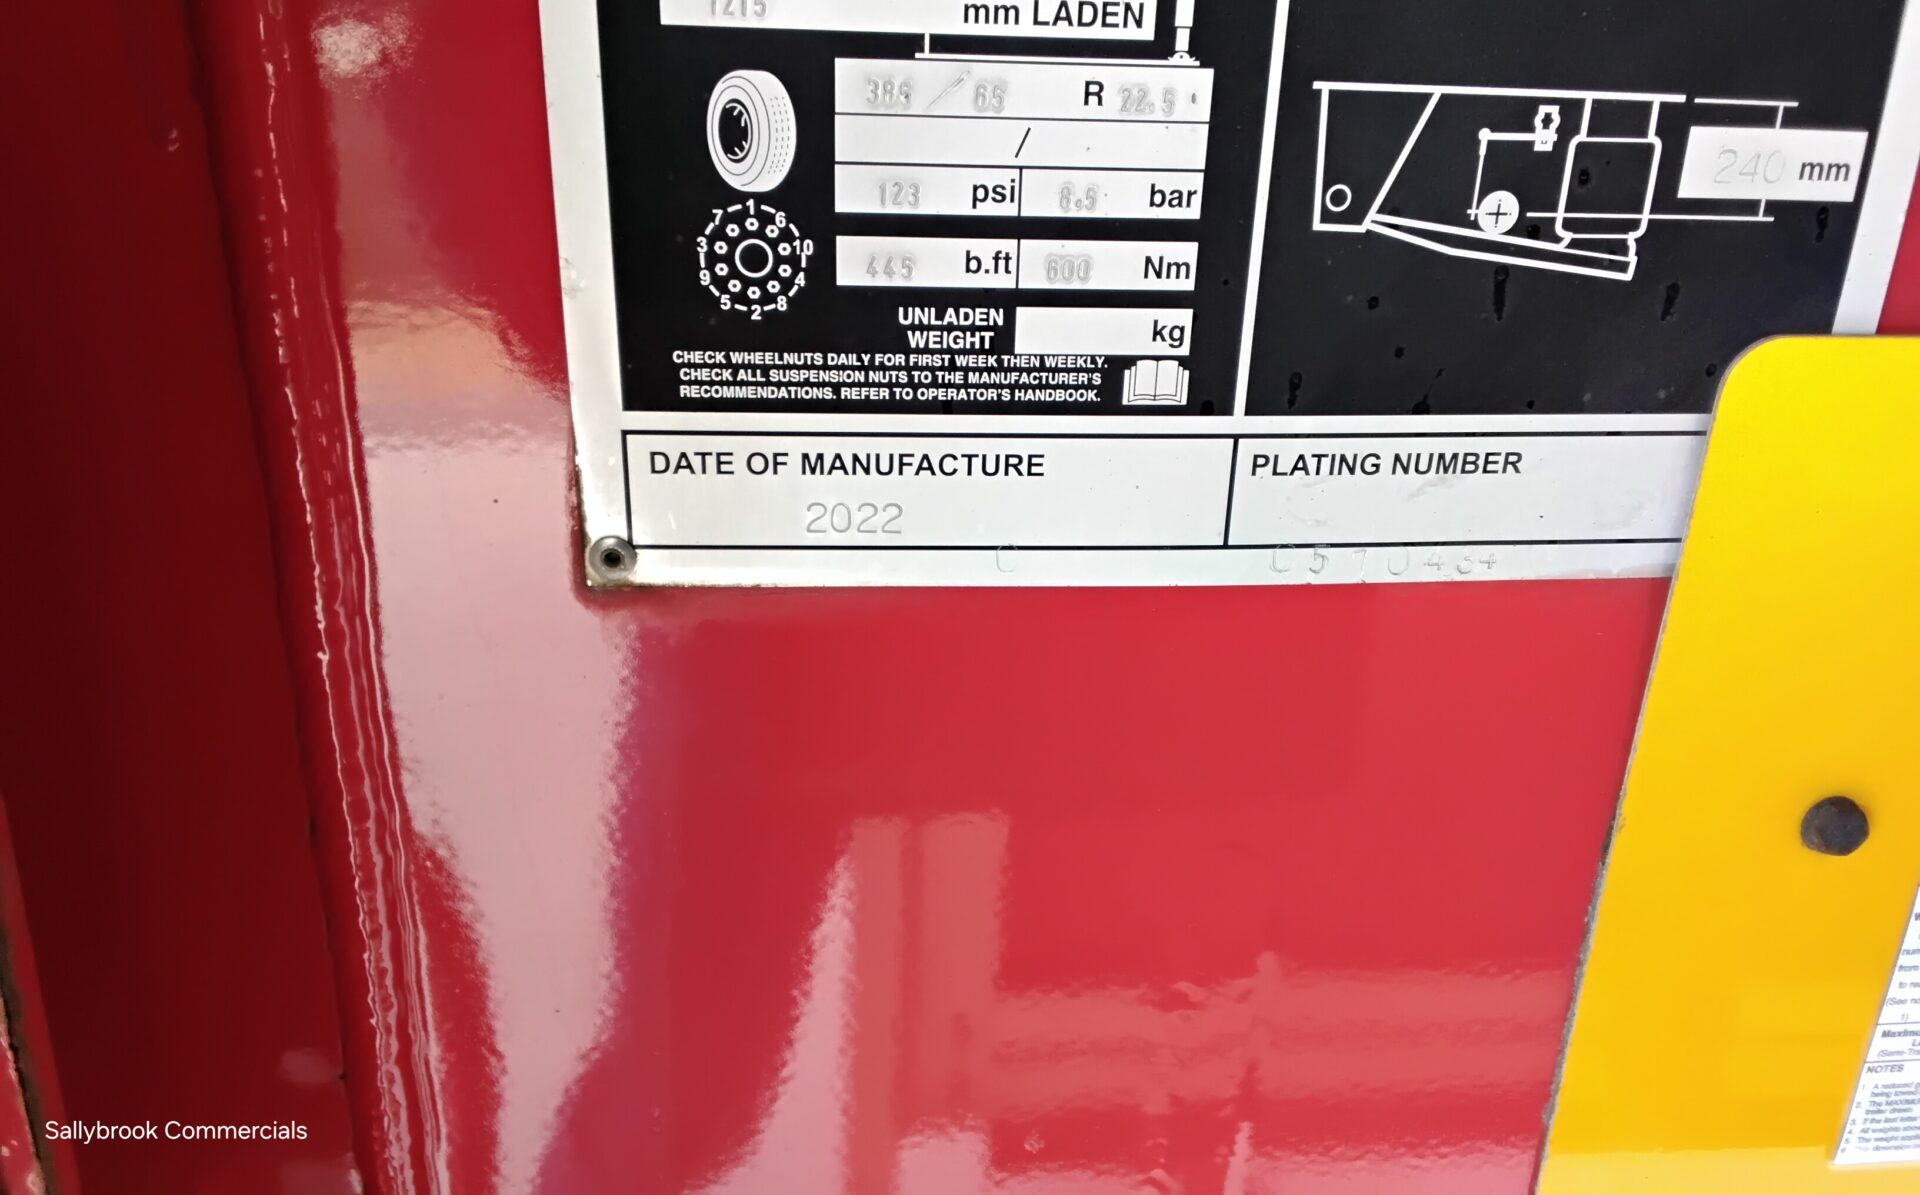 1215 mm LADEN
385 / 65 R 22.5
/
123 psi 8.5 bar
1 6 10 4 8 2 5 9 3 7
445 b.ft 600 Nm
UNLADEN
WEIGHT kg
CHECK WHEELNUTS DAILY FOR FIRST WEEK THEN WEEKLY.
CHECK ALL SUSPENSION NUTS TO THE MANUFACTURER'S
RECOMMENDATIONS. REFER TO OPERATOR'S HANDBOOK.
240 mm
DATE OF MANUFACTURE
2022
PLATING NUMBER
NOTES
Sallybrook Commercials